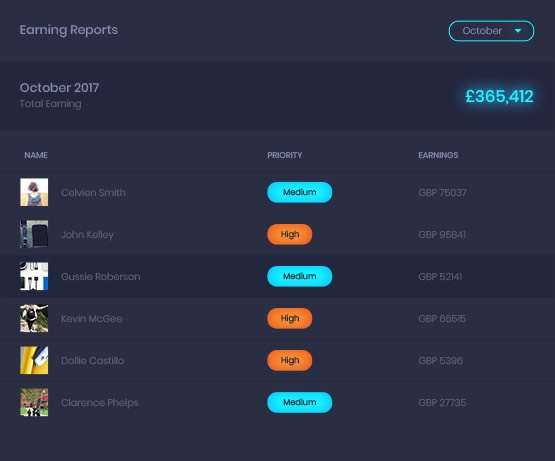 Earning Reports
October
October 2017
Total Earning
£365,412
NAME PRIORITY EARNINGS
Celvien Smith Medium GBP 75037
John Kelley High GBP 95841
Gussie Roberson Medium GBP 52141
Kevin McGee High GBP 66515
Dollie Castillo High GBP 5396
Clarence Phelps Medium GBP 27735